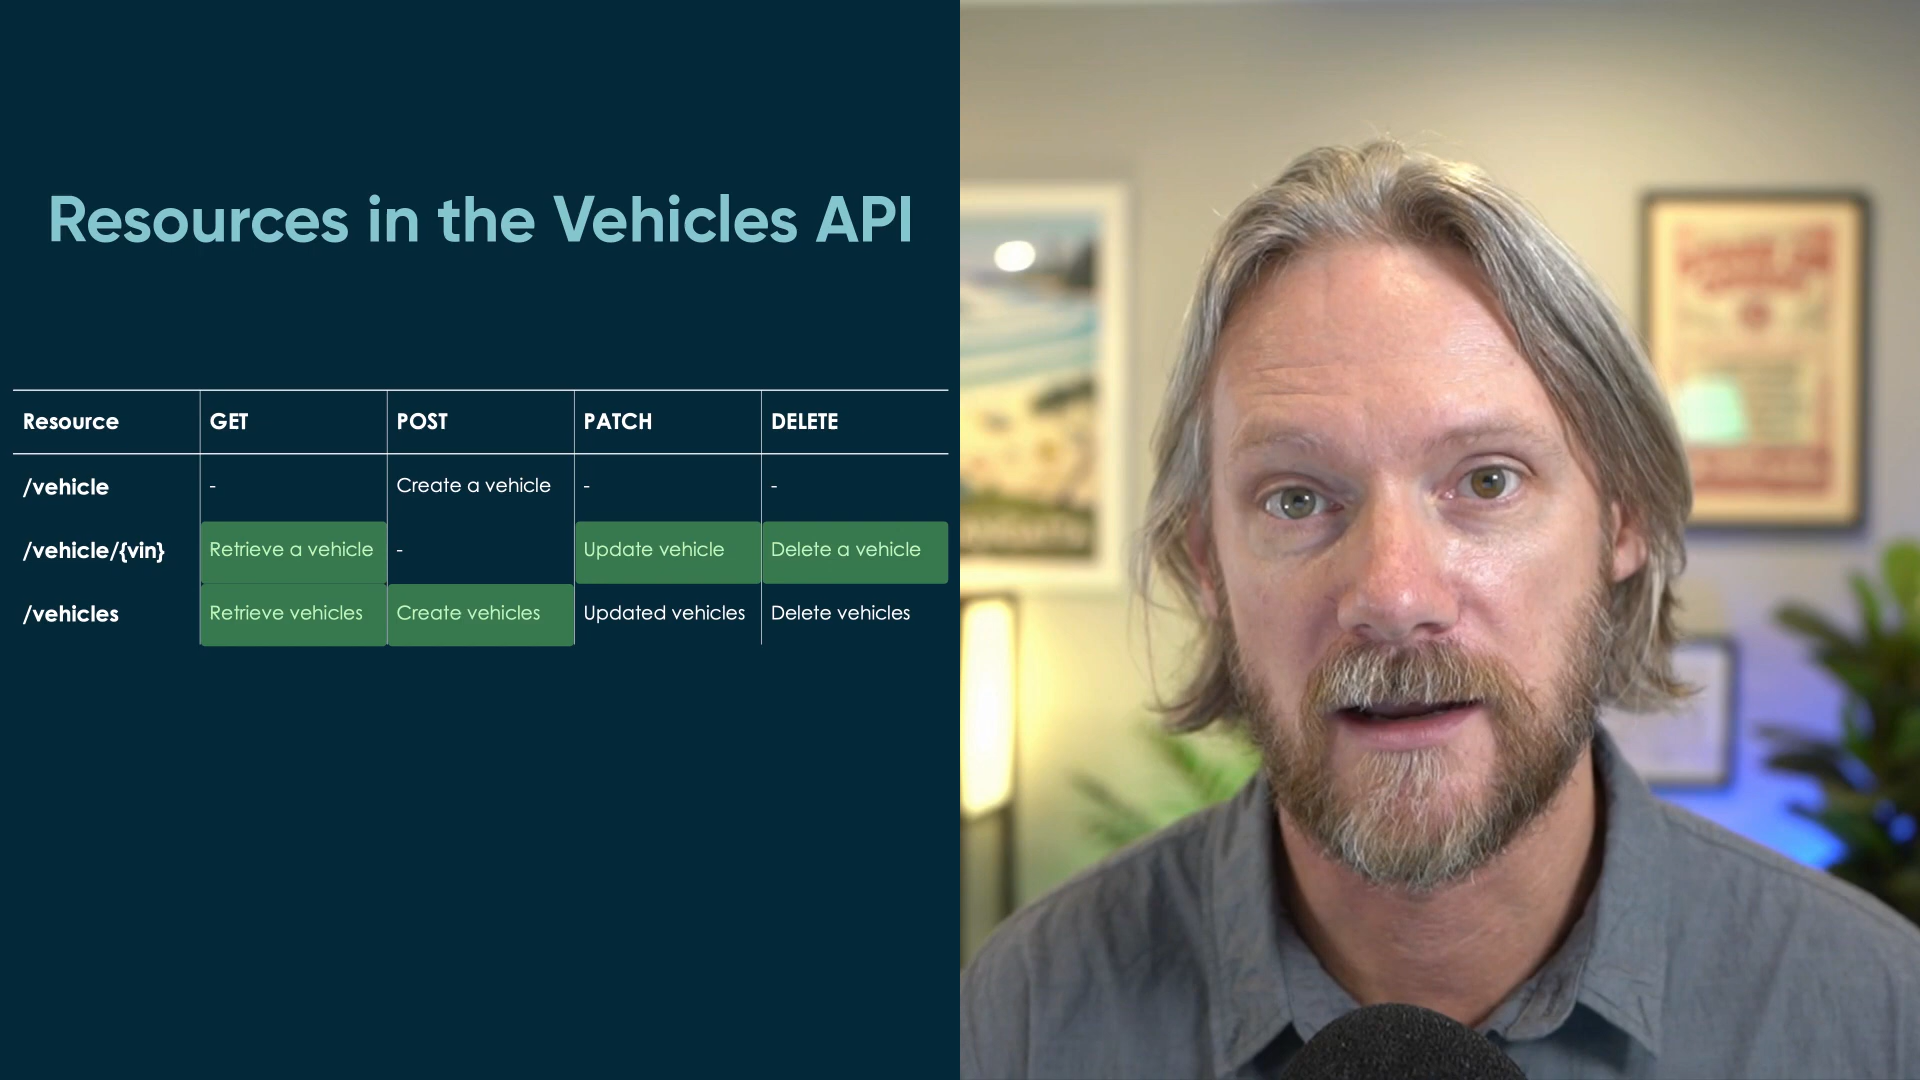 Resources in the Vehicles API
Resource GET POST PATCH DELETE
/vehicle - Create a vehicle - -
/vehicle/{vin} Retrieve a vehicle - Update vehicle Delete a vehicle
/vehicles Retrieve vehicles Create vehicles Updated vehicles Delete vehicles